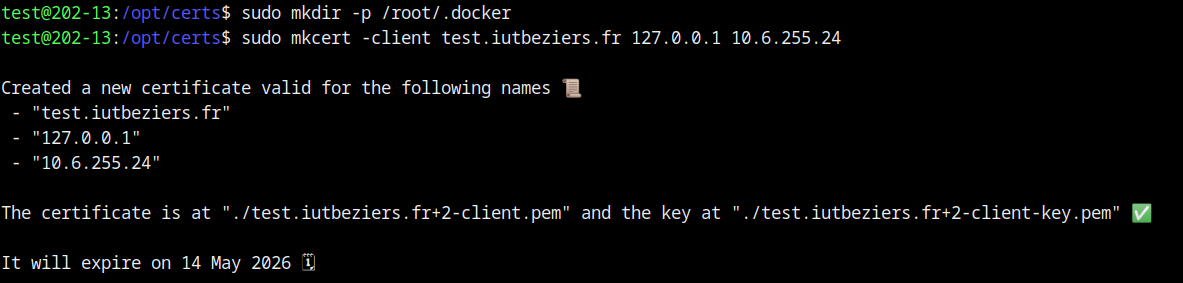 test@202-13:/opt/certs$ sudo mkdir -p /root/.docker
test@202-13:/opt/certs$ sudo mkcert -client test.iutbeziers.fr 127.0.0.1 10.6.255.24
Created a new certificate valid for the following names 📜
- "test.iutbeziers.fr"
- "127.0.0.1"
- "10.6.255.24"
The certificate is at "./test.iutbeziers.fr+2-client.pem" and the key at "./test.iutbeziers.fr+2-client-key.pem" ✅
It will expire on 14 May 2026 🗓